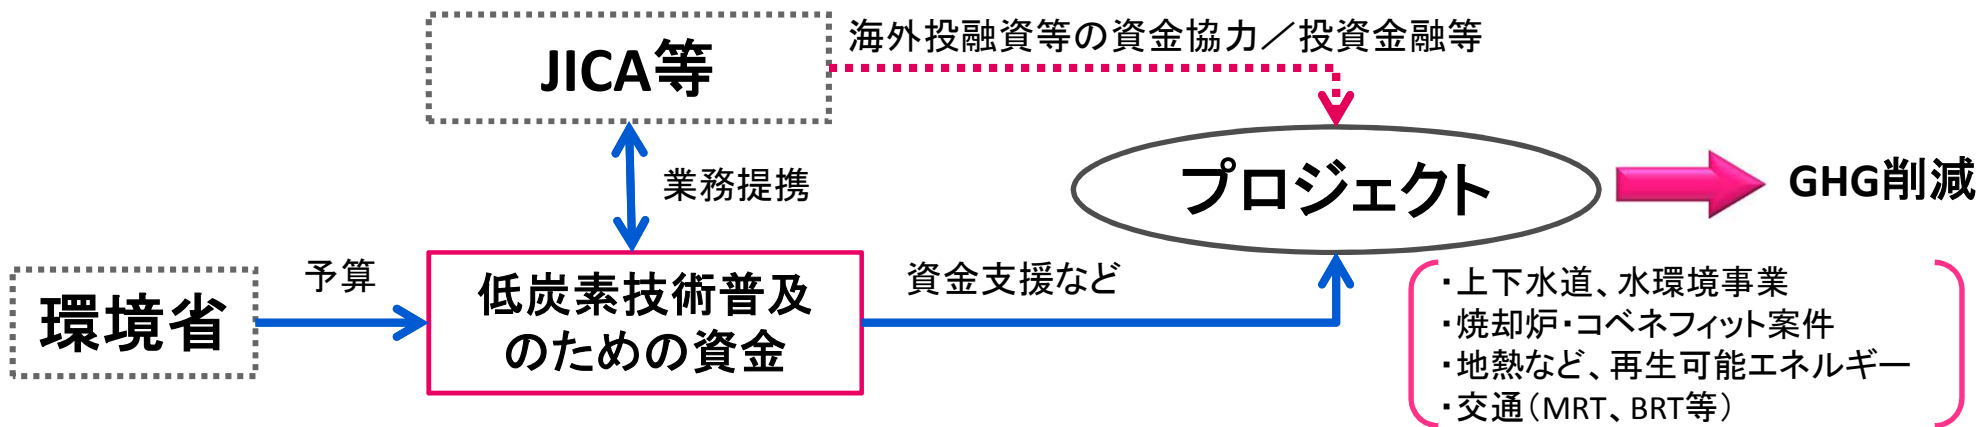 海外投融資等の資金協力／投資金融等
JICA等
業務提携
プロジェクト
GHG削減
環境省
予算
低炭素技術普及
のための資金
資金支援など
・上下水道、水環境事業
・焼却炉・コベネフィット案件
・地熱など、再生可能エネルギー
・交通（MRT、BRT等）